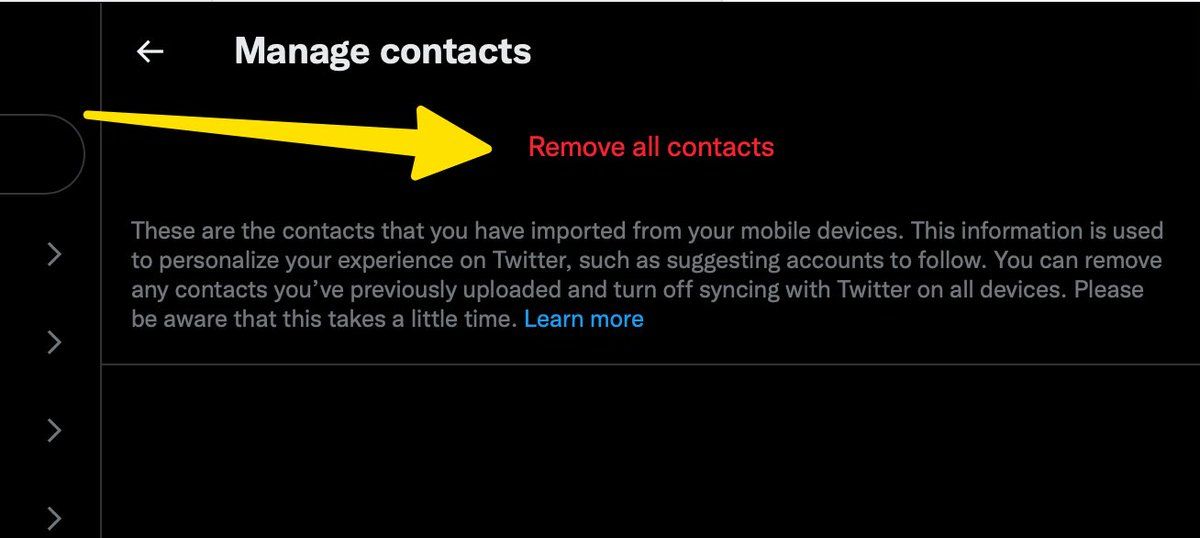 Manage contacts
Remove all contacts
These are the contacts that you have imported from your mobile devices. This information is used
to personalize your experience on Twitter, such as suggesting accounts to follow. You can remove
any contacts you’ve previously uploaded and turn off syncing with Twitter on all devices. Please
be aware that this takes a little time. Learn more